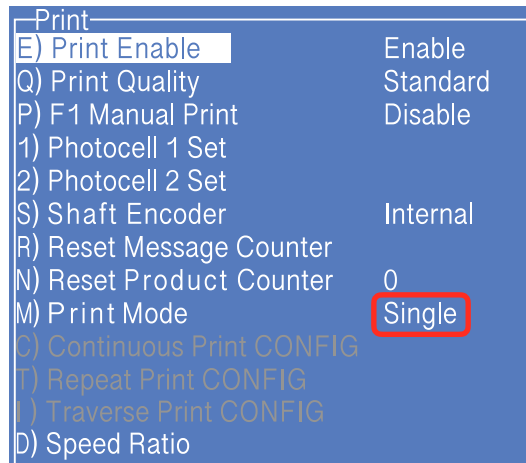 Print
E) Print Enable Enable
Q) Print Quality Standard
P) F1 Manual Print Disable
1) Photocell 1 Set
2) Photocell 2 Set
S) Shaft Encoder Internal
R) Reset Message Counter
N) Reset Product Counter 0
M) Print Mode Single
C) Continuous Print CONFIG
T) Repeat Print CONFIG
I ) Traverse Print CONFIG
D) Speed Ratio